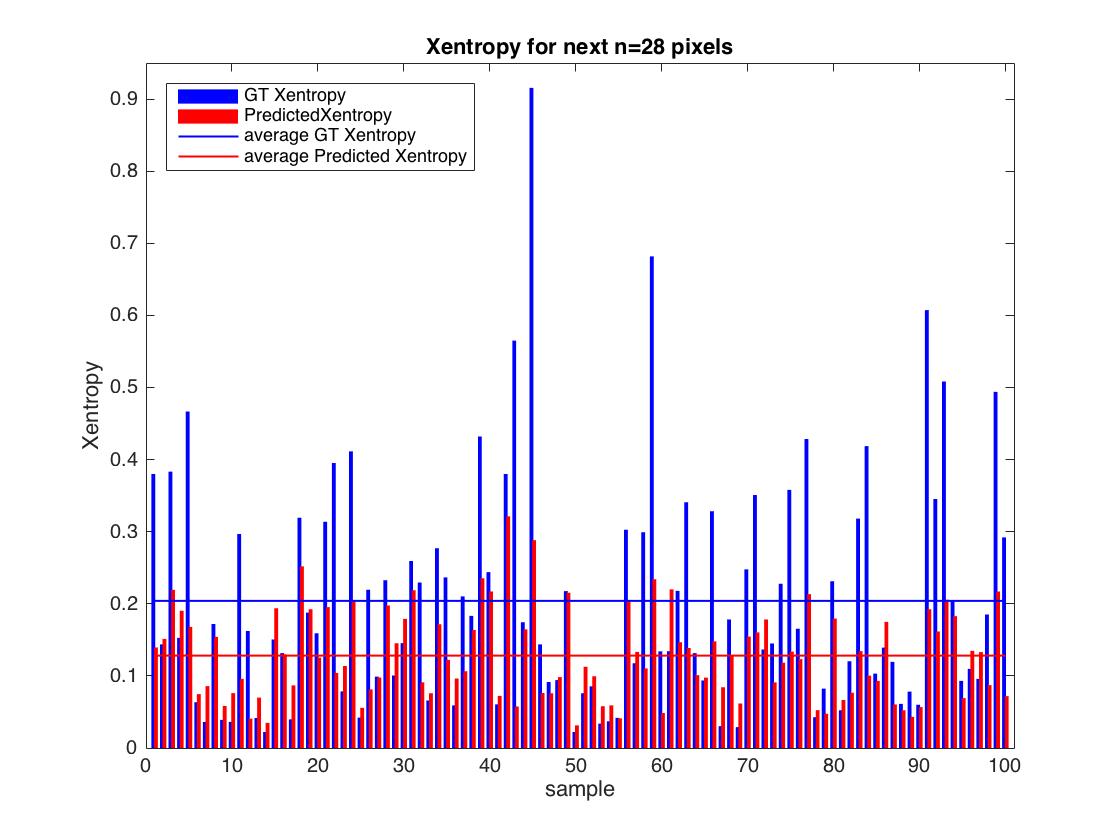 Xentropy for next n=28 pixels
GT Xentropy
PredictedXentropy
average GT Xentropy
average Predicted Xentropy
0.9
0.8
0.7
0.6
0.5
0.4
0.3
0.2
0.1
0
Xentropy
0 10 20 30 40 50 60 70 80 90 100
sample